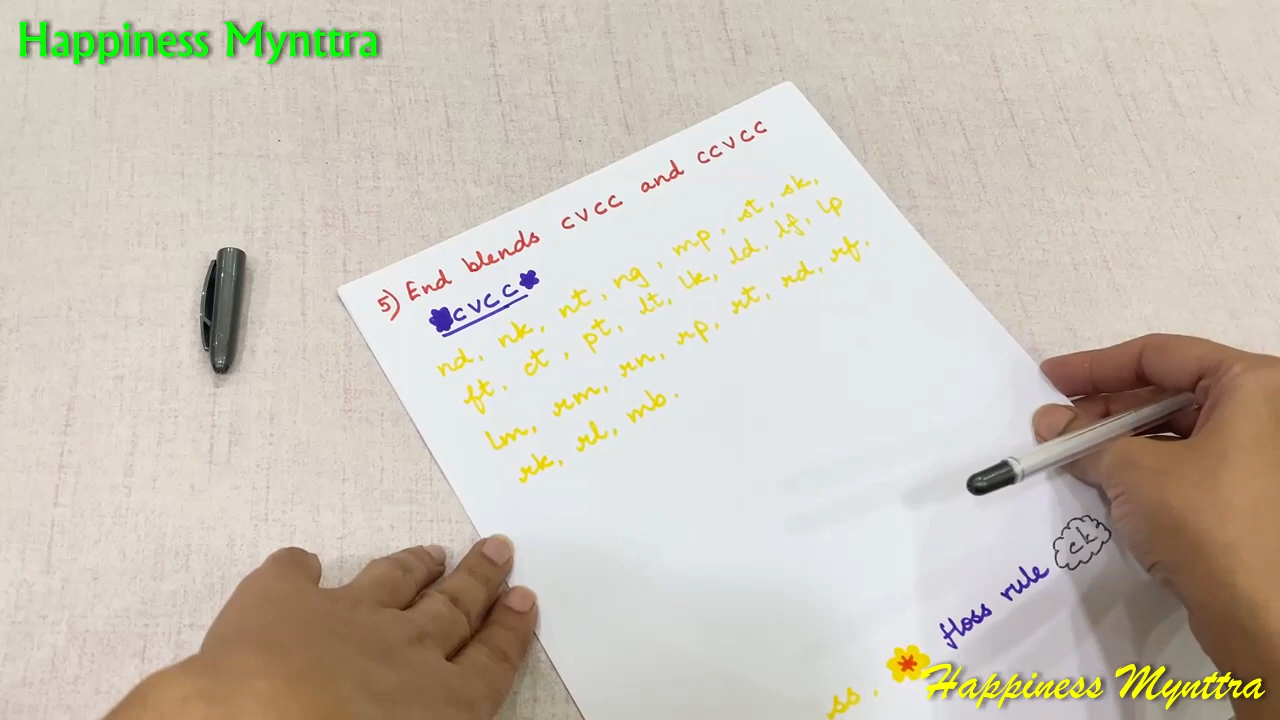 Happiness Mynttra
5) End blends CVCC and CCVCC
CVCC
nd, nk, nt, ng, mp, st, sk,
ft, ct, pt, lt, lk, ld, lf, lp
lm, rm, rn, rp, rt, rd, rf.
rk, rl, mb.
ck
floss rule
ss.
Happiness Mynttra